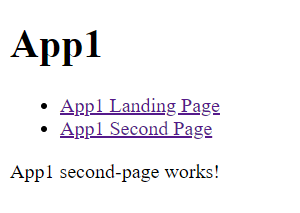 App1
App1 Landing Page
App1 Second Page
App1 second-page works!